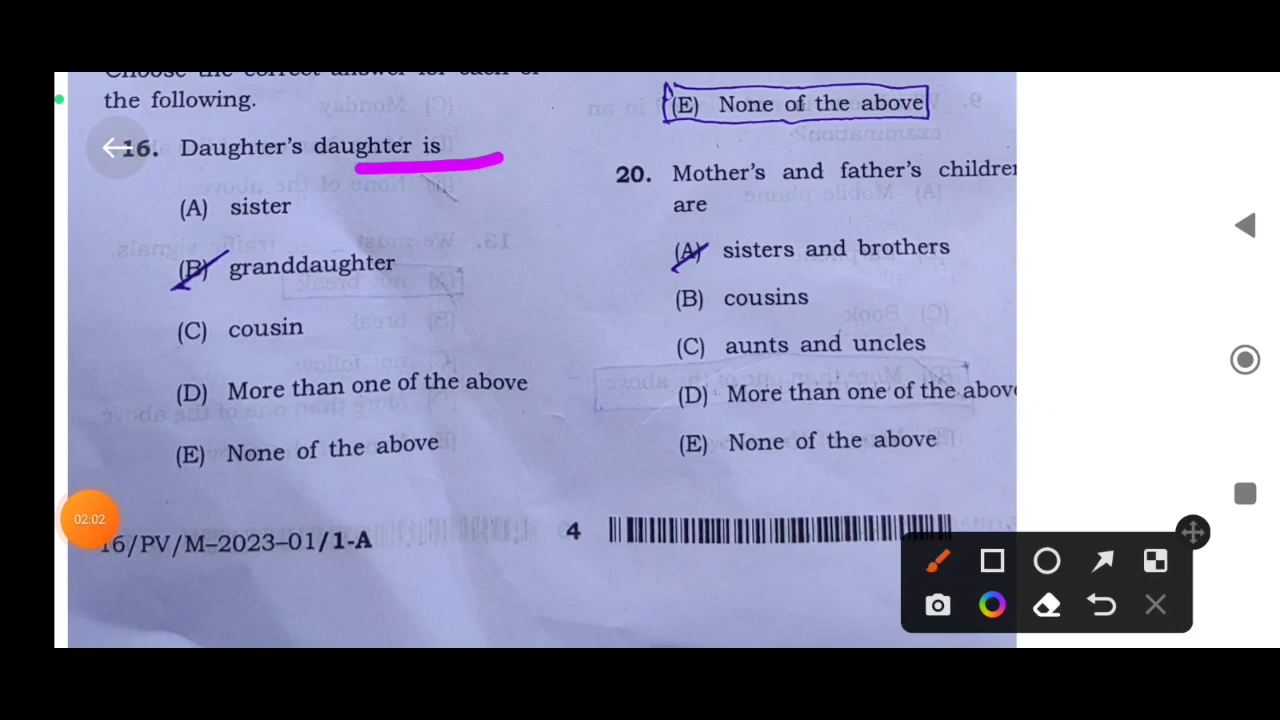 the following.
16. Daughter's daughter is
(A) sister
(B) granddaughter
(C) cousin
(D) More than one of the above
(E) None of the above
(E) None of the above
20. Mother's and father's childre
are
(A) sisters and brothers
(B) cousins
(C) aunts and uncles
(D) More than one of the abov
(E) None of the above
02:02
16/PV/M–2023–01/1-A
4